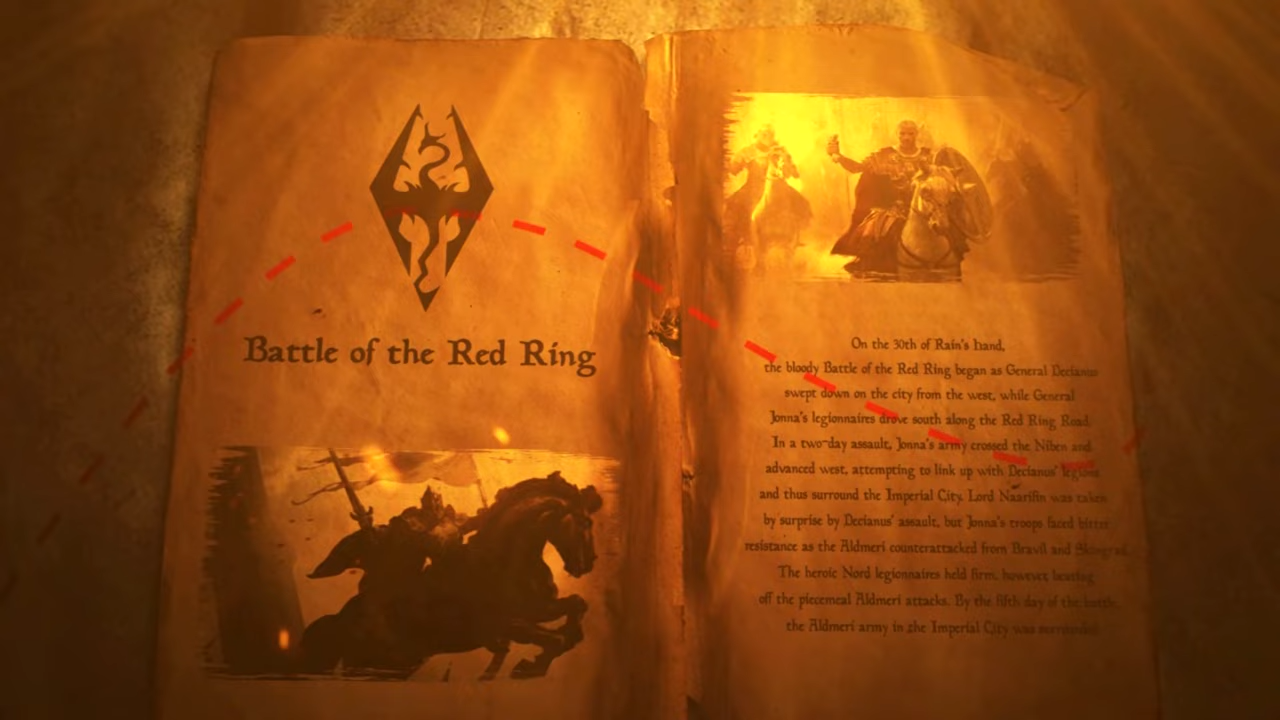 Battle of the Red Ring
On the 30th of Rain's Hand,
the bloody Battle of the Red Ring began as General Decianus
swept down on the city from the west, while General
Jonna's legionnaires drove south along the Red Ring Road.
In a two-day assault, Jonna's army crossed the Niben and
advanced west, attempting to link up with Decianus' legions
and thus surround the Imperial City. Lord Naarifin was taken
by surprise by Decianus' assault, but Jonna's troops faced bitter
resistance as the Aldmeri counterattacked from Bravil and Skingrad.
The heroic Nord legionnaires held firm, however, beating
off the piecemeal Aldmeri attacks. By the fifth day of the battle,
the Aldmeri army in the Imperial City was surrounded.